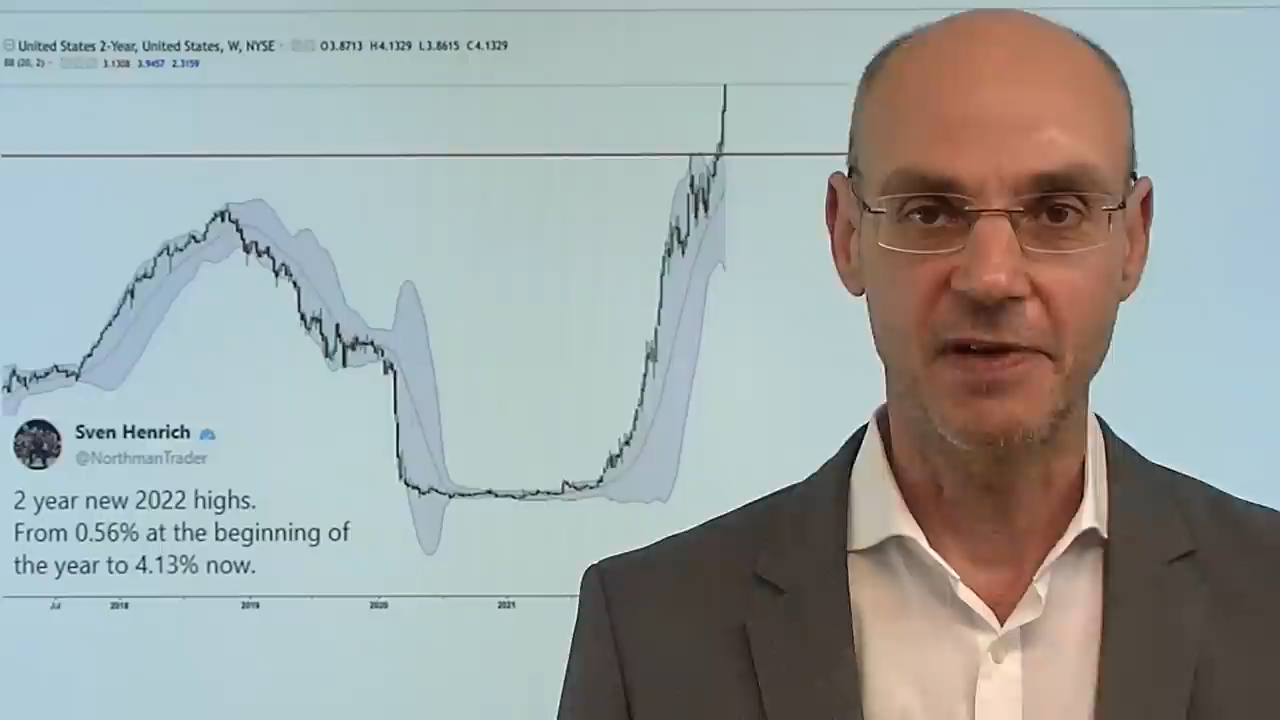 United States 2-Year, United States, W, NYSE O3.8713 H4.1329 L3.8615 C4.1329
BB (20, 2) 3.1308 3.9457 2.3159
Sven Henrich
@NorthmanTrader
2 year new 2022 highs.
From 0.56% at the beginning of
the year to 4.13% now.
Jul 2018 2019 2020 2021